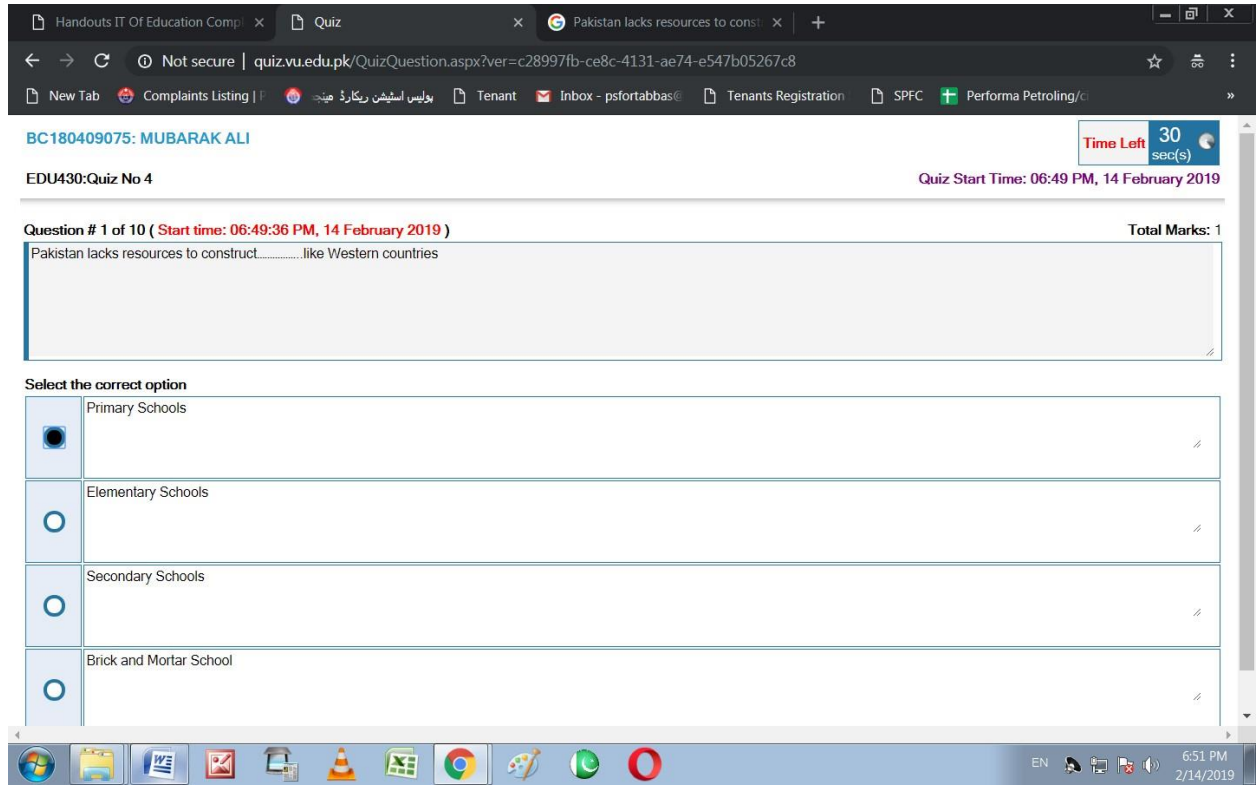 Handouts IT Of Education Compl
Quiz
Pakistan lacks resources to const
Not secure | quiz.vu.edu.pk/QuizQuestion.aspx?ver=c28997fb-ce8c-4131-ae74-e547b05267c8
New Tab Complaints Listing | P پولیس اسٹیشن ریکارڈ مینج Tenant Inbox - psfortabbas@ Tenants Registration SPFC Performa Petroling/ci »
BC180409075: MUBARAK ALI
Time Left 30 sec(s)
EDU430:Quiz No 4
Quiz Start Time: 06:49 PM, 14 February 2019
Question # 1 of 10 ( Start time: 06:49:36 PM, 14 February 2019 )
Total Marks: 1
Pakistan lacks resources to construct................like Western countries
Select the correct option
Primary Schools
Elementary Schools
Secondary Schools
Brick and Mortar School
EN
6:51 PM
2/14/2019